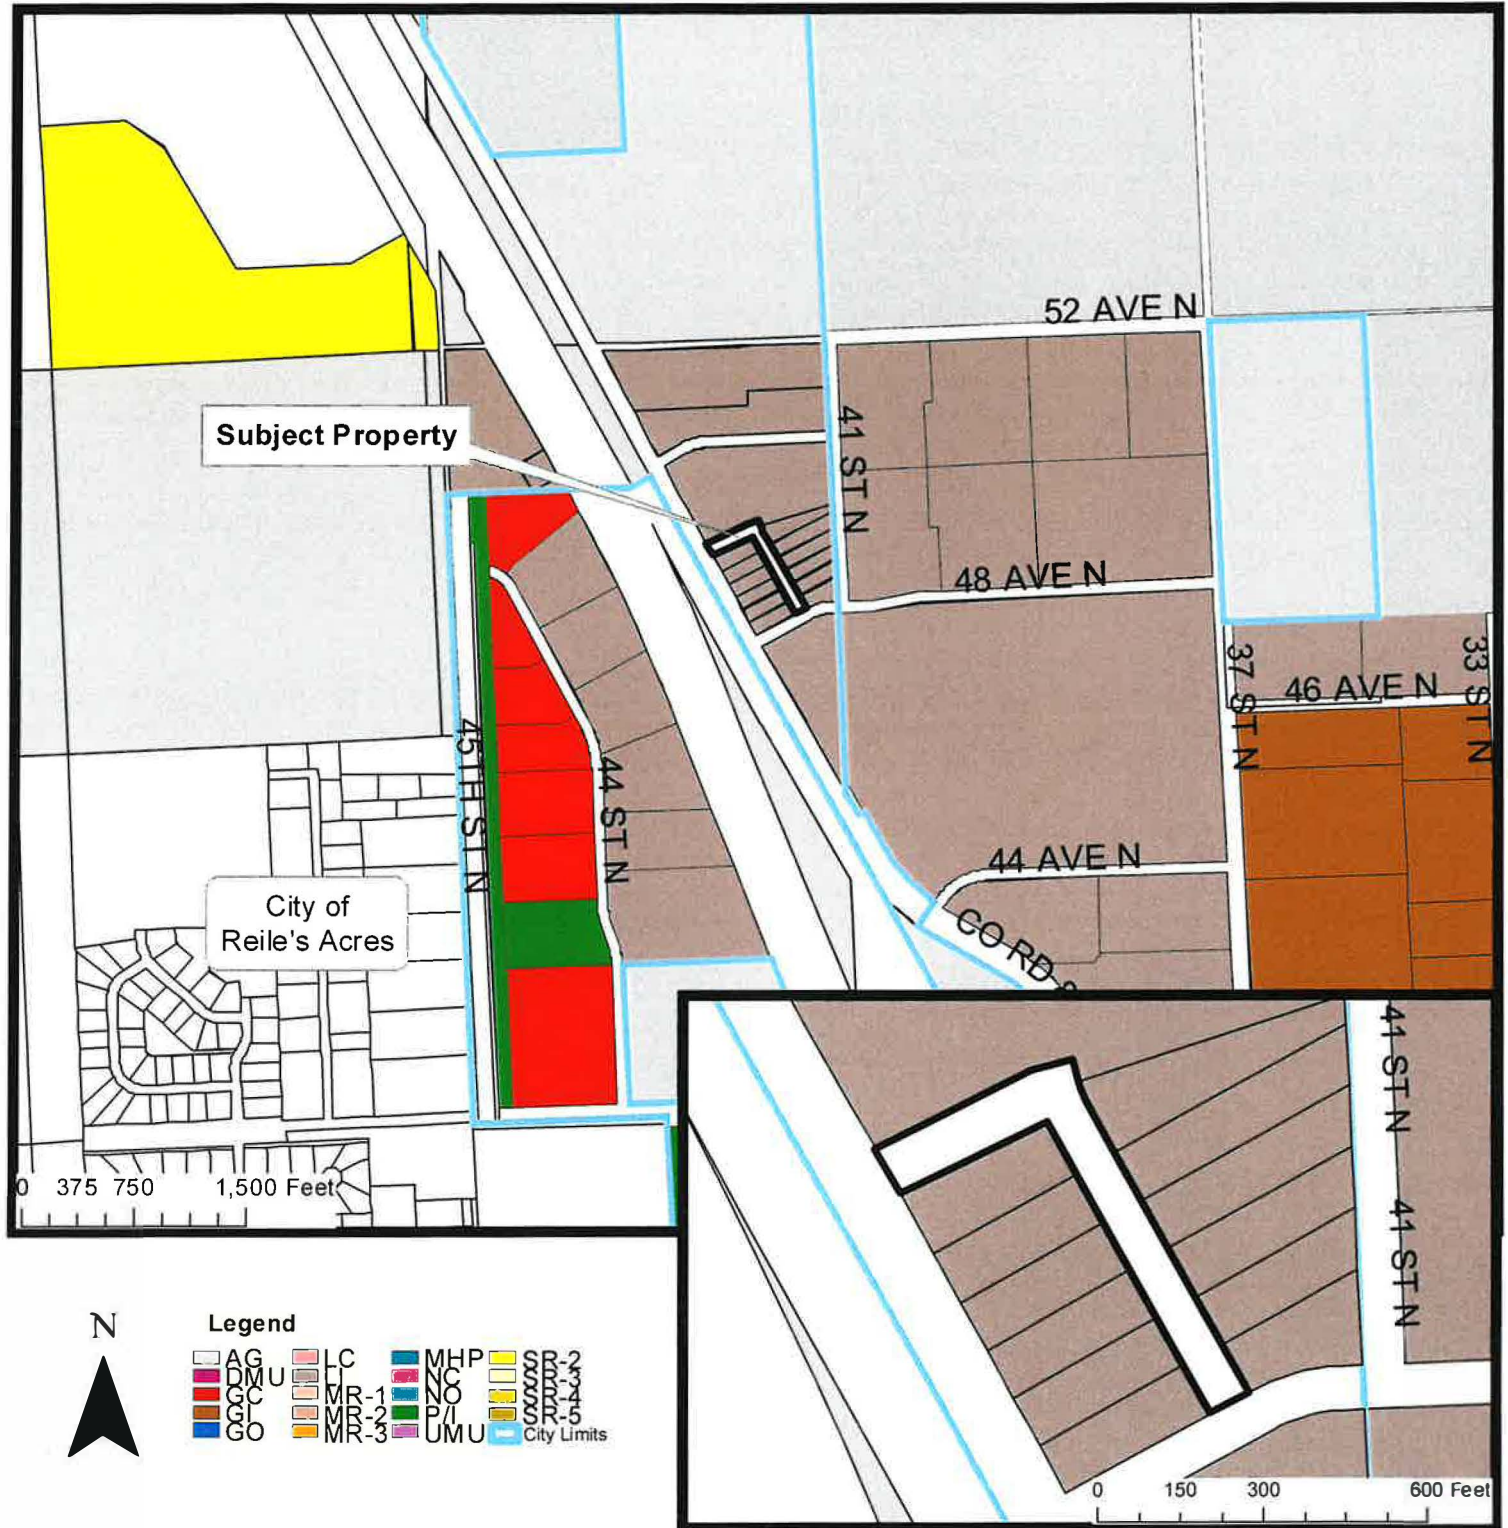 52 AVE N
Subject Property
41 ST N
48 AVE N
37 ST N
33 ST N
46 AVE N
45TH ST N
44 ST N
44 AVE N
City of
Reile's Acres
CO RD
0 375 750 1,500 Feet
41 ST N
41 ST N
0 150 300 600 Feet
N
Legend
AG LC MHP SR-2
DMU LI NC SR-3
GC MR-1 NO SR-4
GI MR-2 P/I SR-5
GO MR-3 UMU City Limits